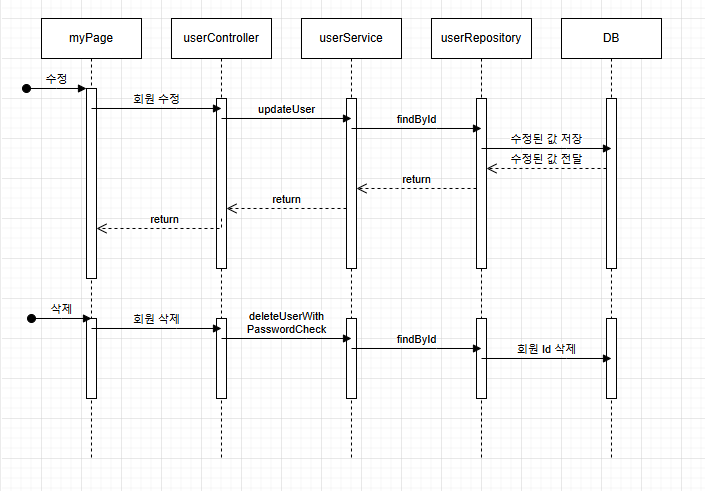 myPage
userController
userService
userRepository
DB
수정
회원 수정
updateUser
findById
수정된 값 저장
수정된 값 전달
return
return
return
삭제
회원 삭제
deleteUserWith
PasswordCheck
findById
회원 Id 삭제